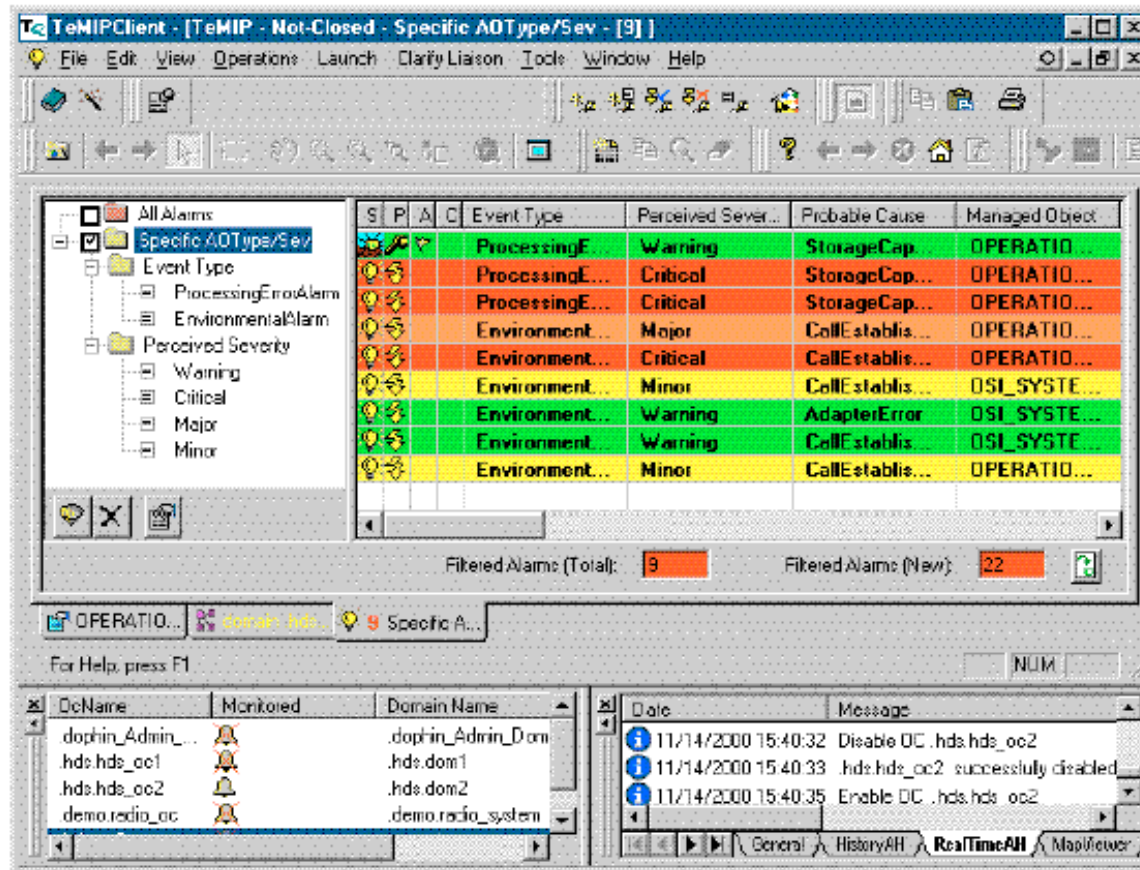 TeMIPClient - [TeMIP - Not-Closed - Specific AOType/Sev - [9] ]
File Edit View Operations Launch Clarify Liaison Tools Window Help
All Alarms
Specific AOType/Sev
Event Type
ProcessingErrorAlarm
EnvironmentalAlarm
Perceived Severity
Warning
Critical
Major
Minor
S P A C Event Type Perceived Sever... Probable Cause Managed Object
ProcessingE... Warning StorageCap... OPERATIO...
ProcessingE... Critical StorageCap... OPERATIO...
ProcessingE... Critical StorageCap... OPERATIO...
Environment... Major CallEstablis... OPERATIO...
Environment... Critical CallEstablis... OPERATIO...
Environment... Minor CallEstablis... OSI_SYSTE...
Environment... Warning AdapterError OSI_SYSTE...
Environment... Warning CallEstablis... OSI_SYSTE...
Environment... Minor CallEstablis... OPERATIO...
Filtered Alarms (Total): 9 Filtered Alarms (New): 22
OPERATIO... domain .hds... 9 Specific A...
For Help, press F1 NUM
OcName Monitored Domain Name
.dophin_Admin_... .dophin_Admin_Dom
.hds.hds_oc1 .hds.dom1
.hds.hds_oc2 .hds.dom2
.demo.radio_oc .demo.radio_system
Date Message
11/14/2000 15:40:32 Disable OC .hds.hds_oc2
11/14/2000 15:40:33 .hds.hds_oc2 successfully disabled
11/14/2000 15:40:35 Enable OC .hds.hds_oc2
General HistoryAH RealTimeAH MapViewer